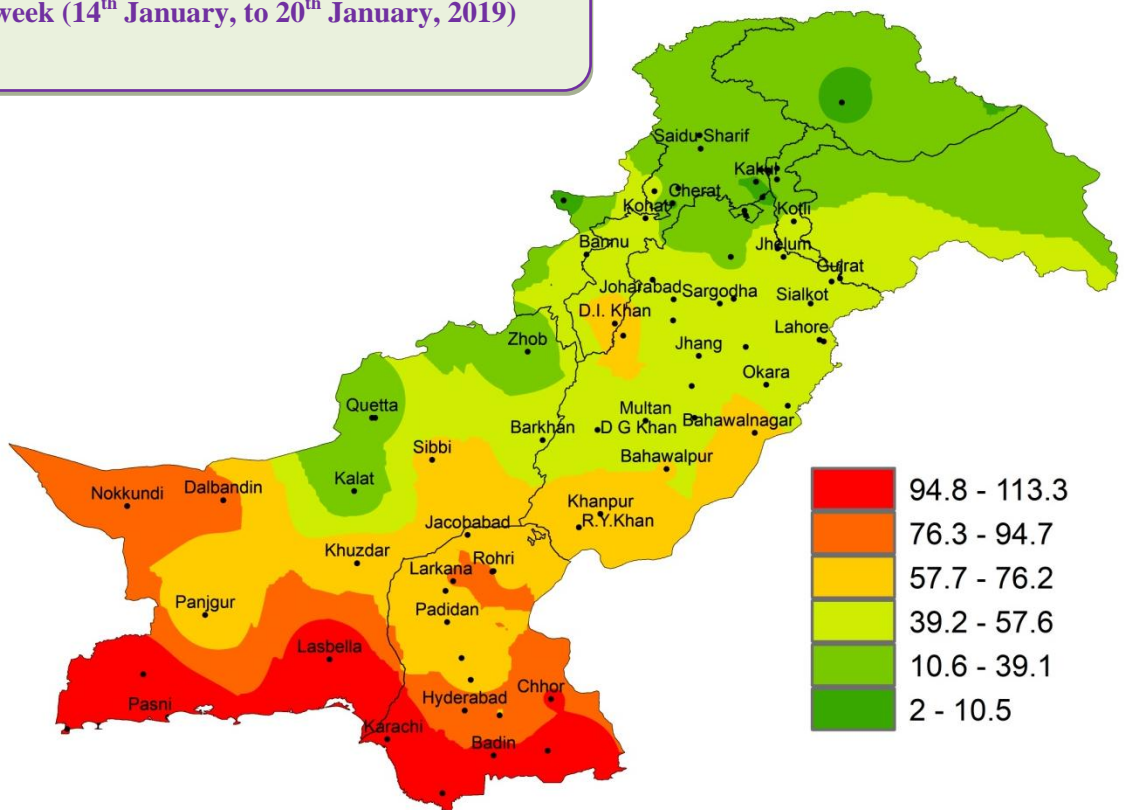 week (14th January, to 20th January, 2019)
Saidu Sharif
Kakul
Cherat
Kohat
Kotli
Bannu
Jhelum
Gujrat
Joharabad
Sargodha
Sialkot
D.I. Khan
Lahore
Zhob
Jhang
Okara
Quetta
Multan
Bahawalnagar
Barkhan
D G Khan
Sibbi
Bahawalpur
Kalat
Nokkundi
Dalbandin
Khanpur
R.Y.Khan
Jacobabad
Khuzdar
Rohri
Larkana
Panjgur
Padidan
Lasbella
Pasni
Hyderabad
Chhor
Karachi
Badin
94.8 - 113.3
76.3 - 94.7
57.7 - 76.2
39.2 - 57.6
10.6 - 39.1
2 - 10.5